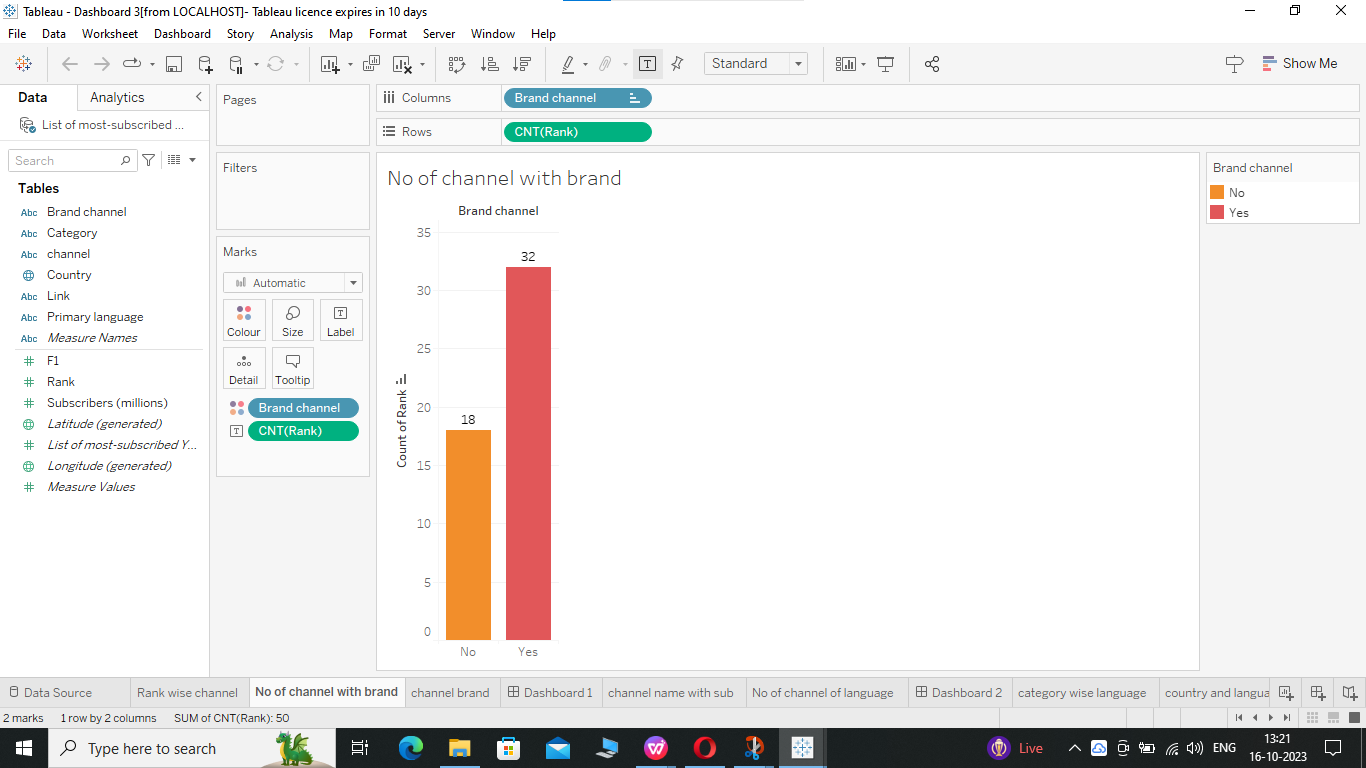 Tableau - Dashboard 3[from LOCALHOST]- Tableau licence expires in 10 days
File Data Worksheet Dashboard Story Analysis Map Format Server Window Help
Standard
Show Me
Data Analytics
List of most-subscribed ...
Search
Tables
Abc Brand channel
Abc Category
Abc channel
Country
Abc Link
Abc Primary language
Abc Measure Names
# F1
# Rank
# Subscribers (millions)
Latitude (generated)
# List of most-subscribed Y...
Longitude (generated)
# Measure Values
Pages
Filters
Marks
Automatic
Colour Size Label
Detail Tooltip
Brand channel
CNT(Rank)
Columns Brand channel
Rows CNT(Rank)
No of channel with brand
Brand channel
Count of Rank
35
30
25
20
15
10
5
0
18
32
No Yes
Brand channel
No
Yes
Data Source Rank wise channel No of channel with brand channel brand Dashboard 1 channel name with sub No of channel of language Dashboard 2 category wise language country and langua
2 marks 1 row by 2 columns SUM of CNT(Rank): 50
Type here to search
Live
ENG
13:21
16-10-2023